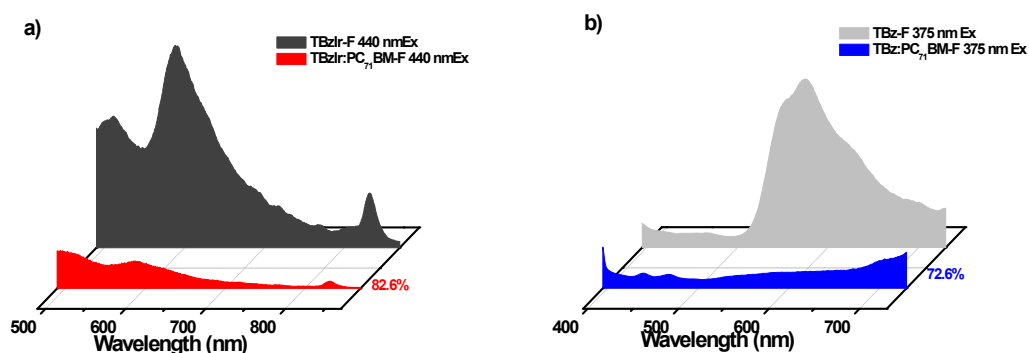 a)
TBzIr-F 440 nmEx
TBzIr:PC71BM-F 440 nmEx
82.6%
500 600 700 800
Wavelength (nm)
b)
TBz-F 375 nm Ex
TBz:PC71BM-F 375 nm Ex
72.6%
400 500 600 700
Wavelength (nm)